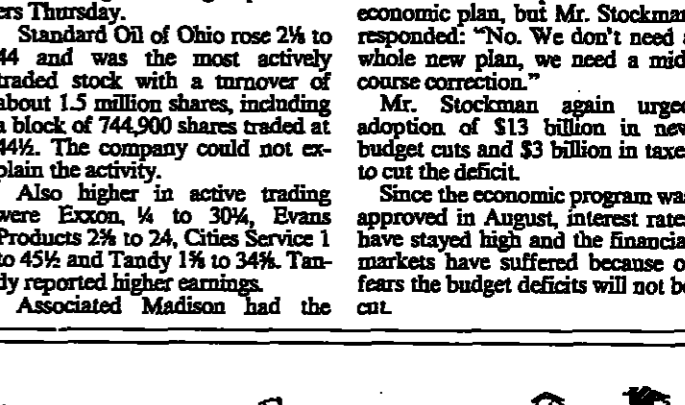 ers Thursday.
Standard Oil of Ohio rose 2⅛ to
44 and was the most actively
traded stock with a turnover of
about 1.5 million shares, including
a block of 744,900 shares traded at
44½. The company could not ex-
plain the activity.
Also higher in active trading
were Exxon, ¼ to 30¼, Evans
Products 2⅜ to 24, Cities Service 1
to 45½ and Tandy 1⅜ to 34⅜. Tan-
dy reported higher earnings.
Associated Madison had the
economic plan, but Mr. Stockman
responded: “No. We don't need a
whole new plan, we need a mid-
course correction.”
Mr. Stockman again urged
adoption of $13 billion in new
budget cuts and $3 billion in taxes
to cut the deficit.
Since the economic program was
approved in August, interest rates
have stayed high and the financial
markets have suffered because of
fears the budget deficits will not be
cut.